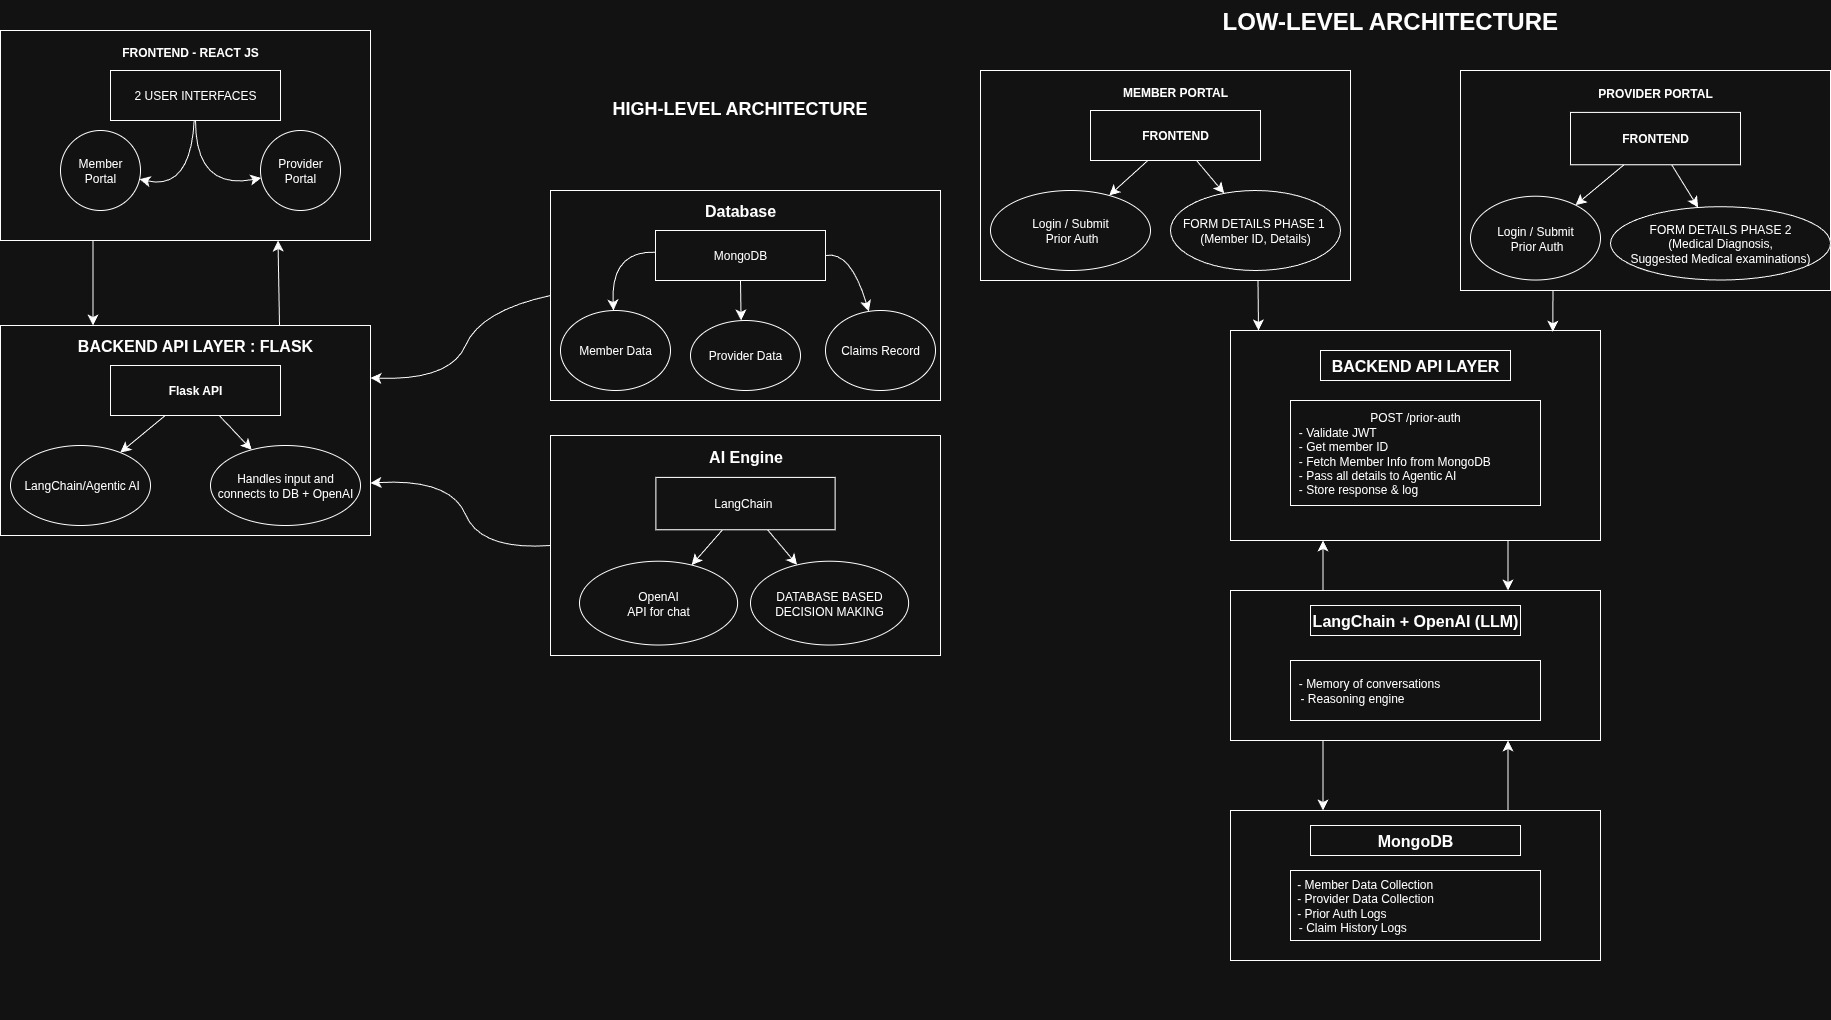 FRONTEND - REACT JS
2 USER INTERFACES
Member
Portal
Provider
Portal
BACKEND API LAYER : FLASK
Flask API
LangChain/Agentic AI
Handles input and
connects to DB + OpenAI
HIGH-LEVEL ARCHITECTURE
Database
MongoDB
Member Data
Provider Data
Claims Record
AI Engine
LangChain
OpenAI
API for chat
DATABASE BASED
DECISION MAKING
LOW-LEVEL ARCHITECTURE
MEMBER PORTAL
FRONTEND
Login / Submit
Prior Auth
FORM DETAILS PHASE 1
(Member ID, Details)
PROVIDER PORTAL
FRONTEND
Login / Submit
Prior Auth
FORM DETAILS PHASE 2
(Medical Diagnosis,
Suggested Medical examinations)
BACKEND API LAYER
POST /prior-auth
- Validate JWT
- Get member ID
- Fetch Member Info from MongoDB
- Pass all details to Agentic AI
- Store response & log
LangChain + OpenAI (LLM)
- Memory of conversations
- Reasoning engine
MongoDB
- Member Data Collection
- Provider Data Collection
- Prior Auth Logs
- Claim History Logs